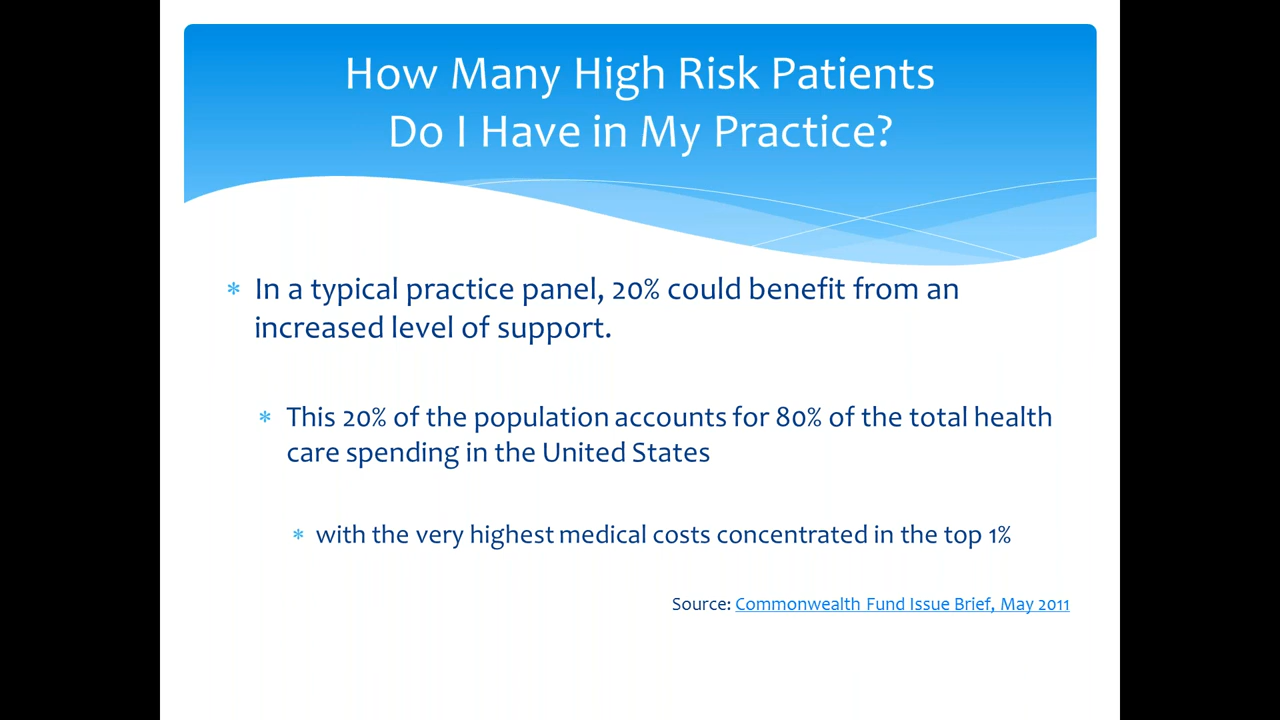 How Many High Risk Patients
Do I Have in My Practice?
* In a typical practice panel, 20% could benefit from an
increased level of support.
* This 20% of the population accounts for 80% of the total health
care spending in the United States
* with the very highest medical costs concentrated in the top 1%
Source: Commonwealth Fund Issue Brief, May 2011